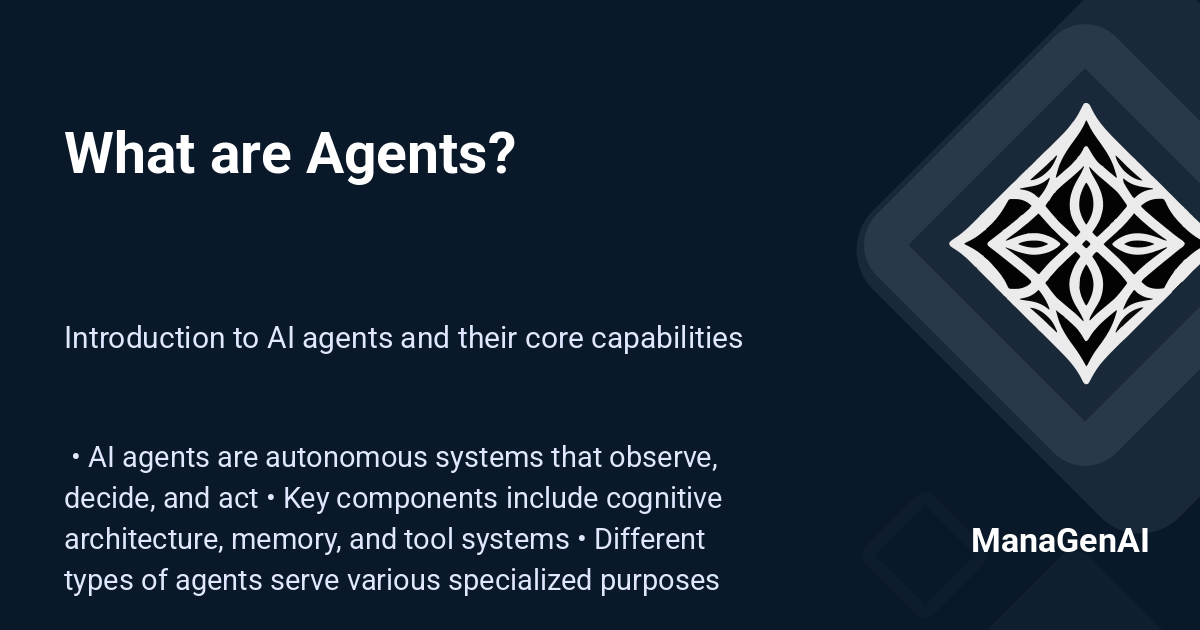 What are Agents?
Introduction to AI agents and their core capabilities
• AI agents are autonomous systems that observe,
decide, and act • Key components include cognitive
architecture, memory, and tool systems • Different
types of agents serve various specialized purposes
ManaGenAI